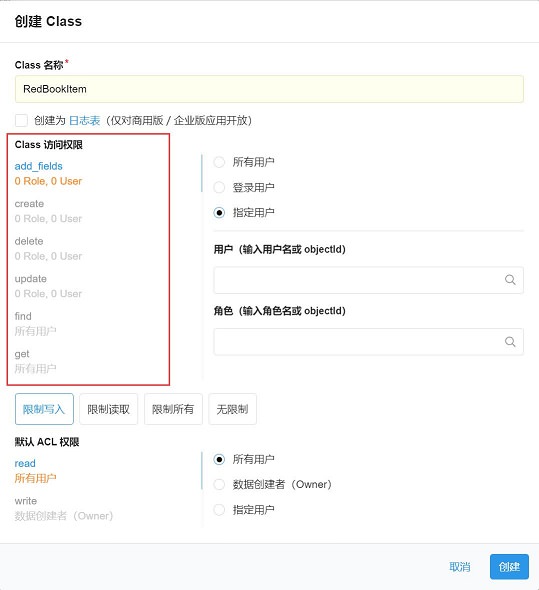 创建 Class
Class 名称*
RedBookItem
创建为 日志表（仅对商用版 / 企业版应用开放）
Class 访问权限
add_fields
0 Role, 0 User
create
0 Role, 0 User
delete
0 Role, 0 User
update
0 Role, 0 User
find
所有用户
get
所有用户
所有用户
登录用户
指定用户
用户（输入用户名或 objectId）
角色（输入角色名或 objectId）
限制写入 限制读取 限制所有 无限制
默认 ACL 权限
read
所有用户
write
数据创建者（Owner）
所有用户
数据创建者（Owner）
指定用户
取消 创建